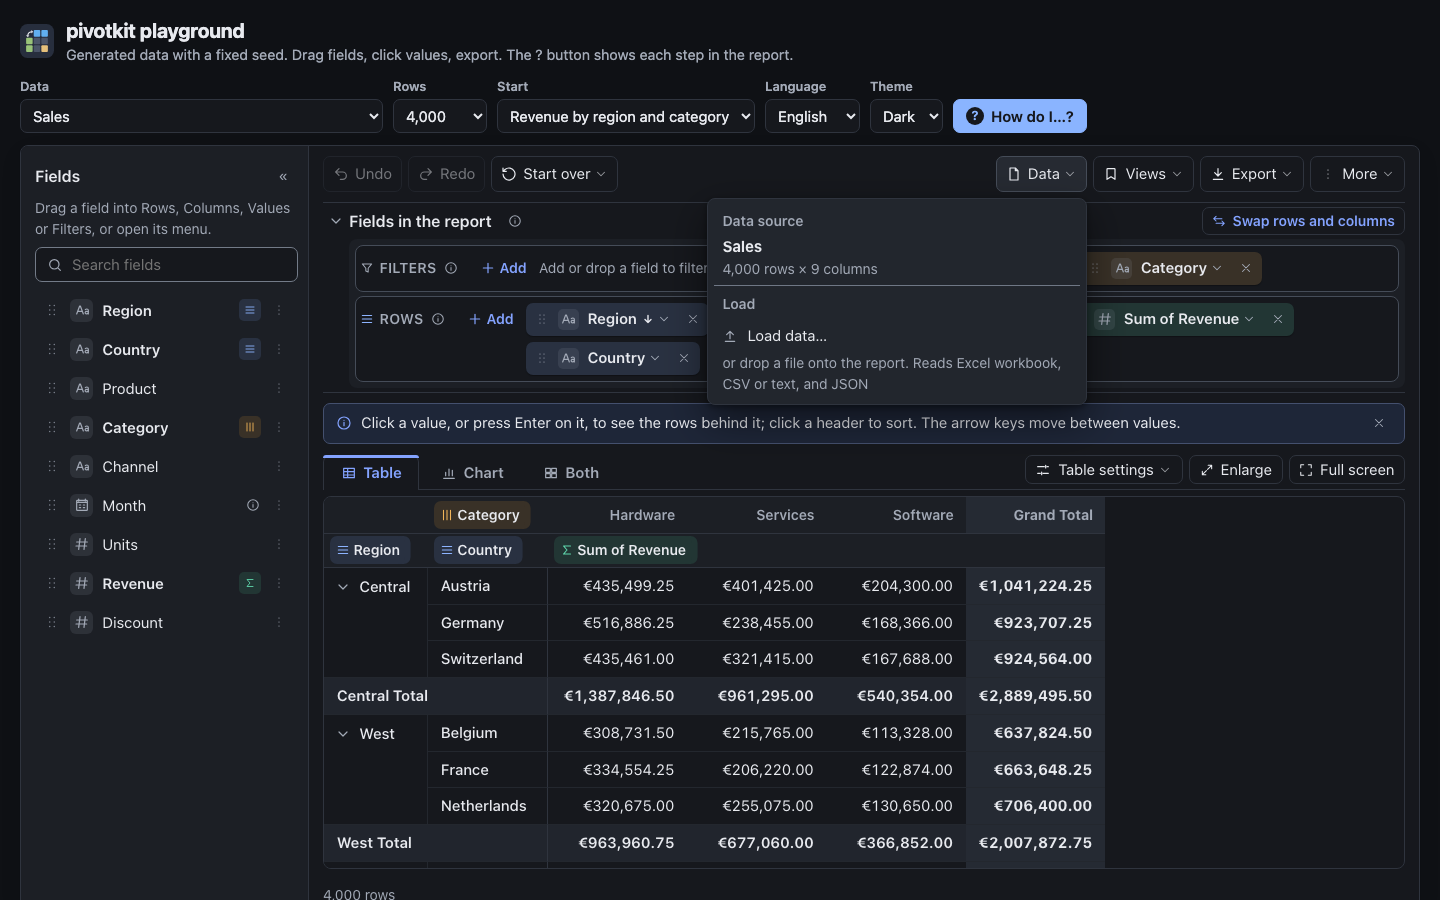 pivotkit playground
Generated data with a fixed seed. Drag fields, click values, export. The ? button shows each step in the report.
Data
Rows
Start
Language
Theme
Sales
4,000
Revenue by region and category
English
Dark
? How do I...?
Fields
«
Drag a field into Rows, Columns, Values
or Filters, or open its menu.
Search fields
Aa Region
Aa Country
Aa Product
Aa Category
Aa Channel
Month
# Units
# Revenue Σ
# Discount
Undo
Redo
Start over
Data
Views
Export
More
Fields in the report
Swap rows and columns
Data source
Sales
4,000 rows × 9 columns
Load
Load data...
or drop a file onto the report. Reads Excel workbook,
CSV or text, and JSON
FILTERS
+ Add
Add or drop a field to filter
Aa Category
ROWS
+ Add
Aa Region
Aa Country
# Sum of Revenue
Click a value, or press Enter on it, to see the rows behind it; click a header to sort. The arrow keys move between values.
Table
Chart
Both
Table settings
Enlarge
Full screen
Category Hardware Services Software Grand Total
Region Country Σ Sum of Revenue
Central Austria €435,499.25 €401,425.00 €204,300.00 €1,041,224.25
Germany €516,886.25 €238,455.00 €168,366.00 €923,707.25
Switzerland €435,461.00 €321,415.00 €167,688.00 €924,564.00
Central Total €1,387,846.50 €961,295.00 €540,354.00 €2,889,495.50
West Belgium €308,731.50 €215,765.00 €113,328.00 €637,824.50
France €334,554.25 €206,220.00 €122,874.00 €663,648.25
Netherlands €320,675.00 €255,075.00 €130,650.00 €706,400.00
West Total €963,960.75 €677,060.00 €366,852.00 €2,007,872.75
4,000 rows